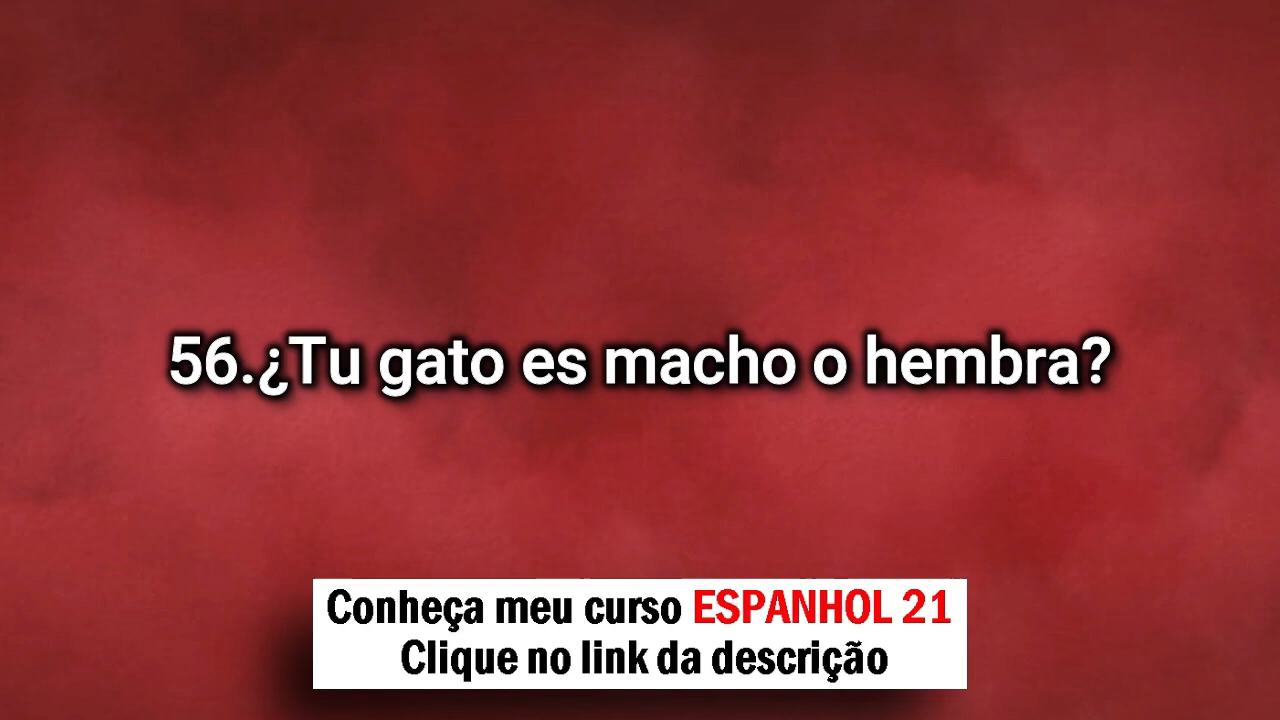 56.¿Tu gato es macho o hembra?
Conheça meu curso ESPANHOL 21
Clique no link da descrição